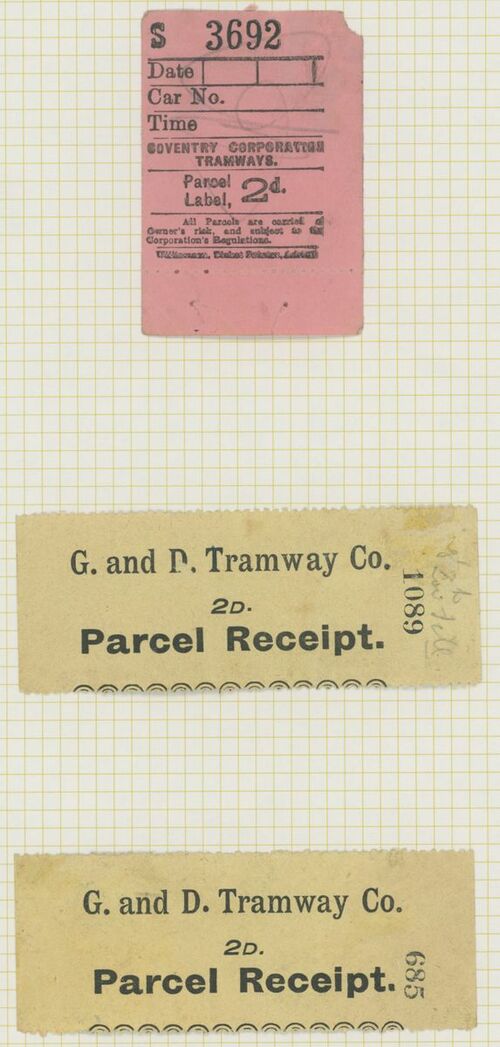 S 3692
Date
Car No.
Time
COVENTRY CORPORATION
TRAMWAYS.
Parcel
Label, 2d.
All Parcels are carried at
Owner's risk, and subject to the
Corporation's Regulations.
G. and D. Tramway Co.
2D.
Parcel Receipt.
1089
G. and D. Tramway Co.
2D.
Parcel Receipt.
685